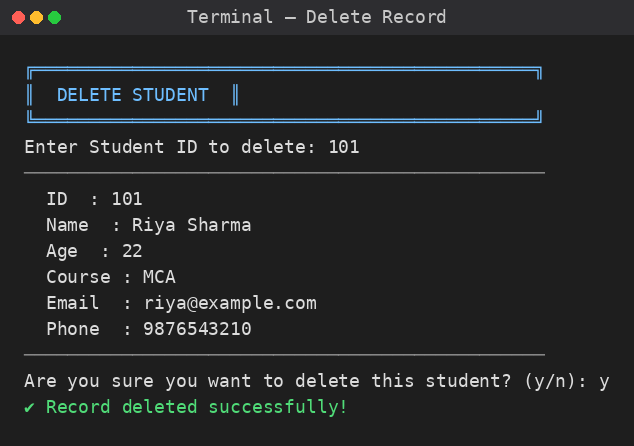 Terminal — Delete Record
╔═══════════════════════════════════════════════╗
║  DELETE STUDENT  ║
╚═══════════════════════════════════════════════╝
Enter Student ID to delete: 101
────────────────────────────────────────────────
  ID  : 101
  Name  : Riya Sharma
  Age  : 22
  Course : MCA
  Email  : riya@example.com
  Phone  : 9876543210
────────────────────────────────────────────────
Are you sure you want to delete this student? (y/n): y
✔ Record deleted successfully!